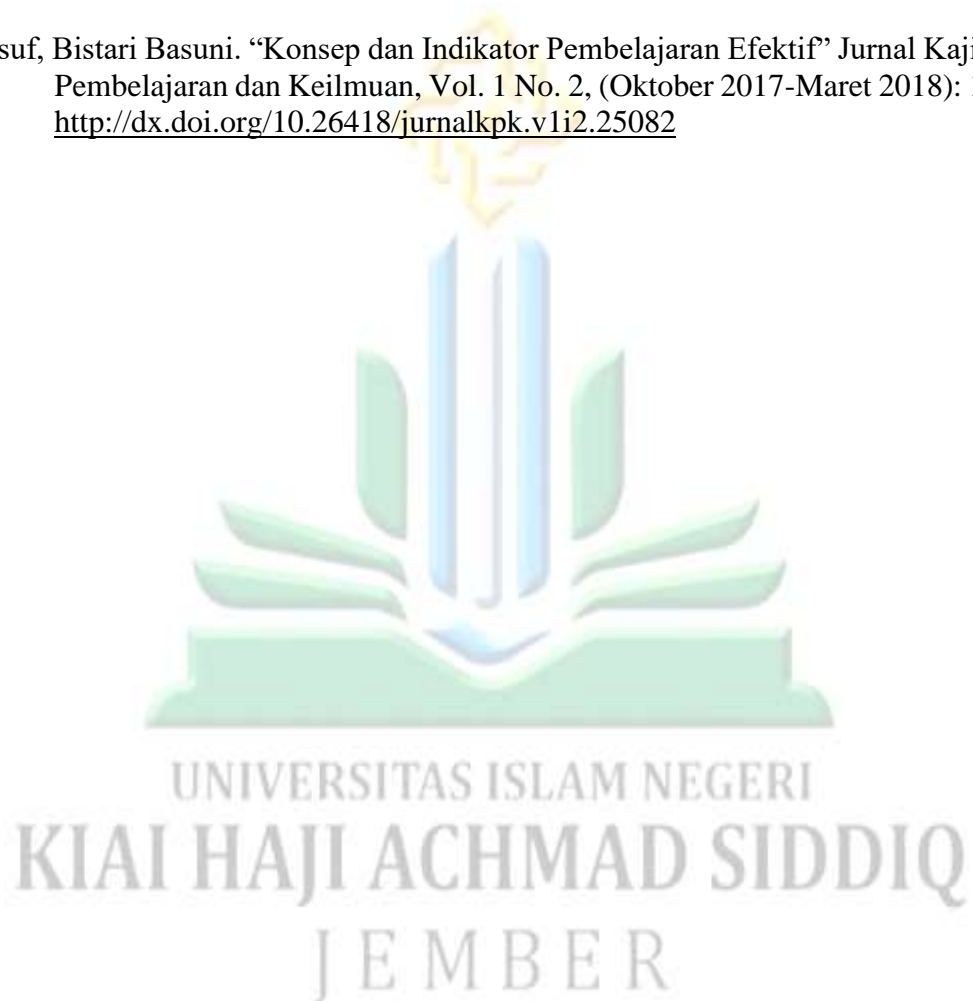 suf, Bistari Basuni. “Konsep dan Indikator Pembelajaran Efektif” Jurnal Kaji
Pembelajaran dan Keilmuan, Vol. 1 No. 2, (Oktober 2017-Maret 2018):
http://dx.doi.org/10.26418/jurnalkpk.v1i2.25082
UNIVERSITAS ISLAM NEGERI
KIAI HAJI ACHMAD SIDDIQ
JEMBER